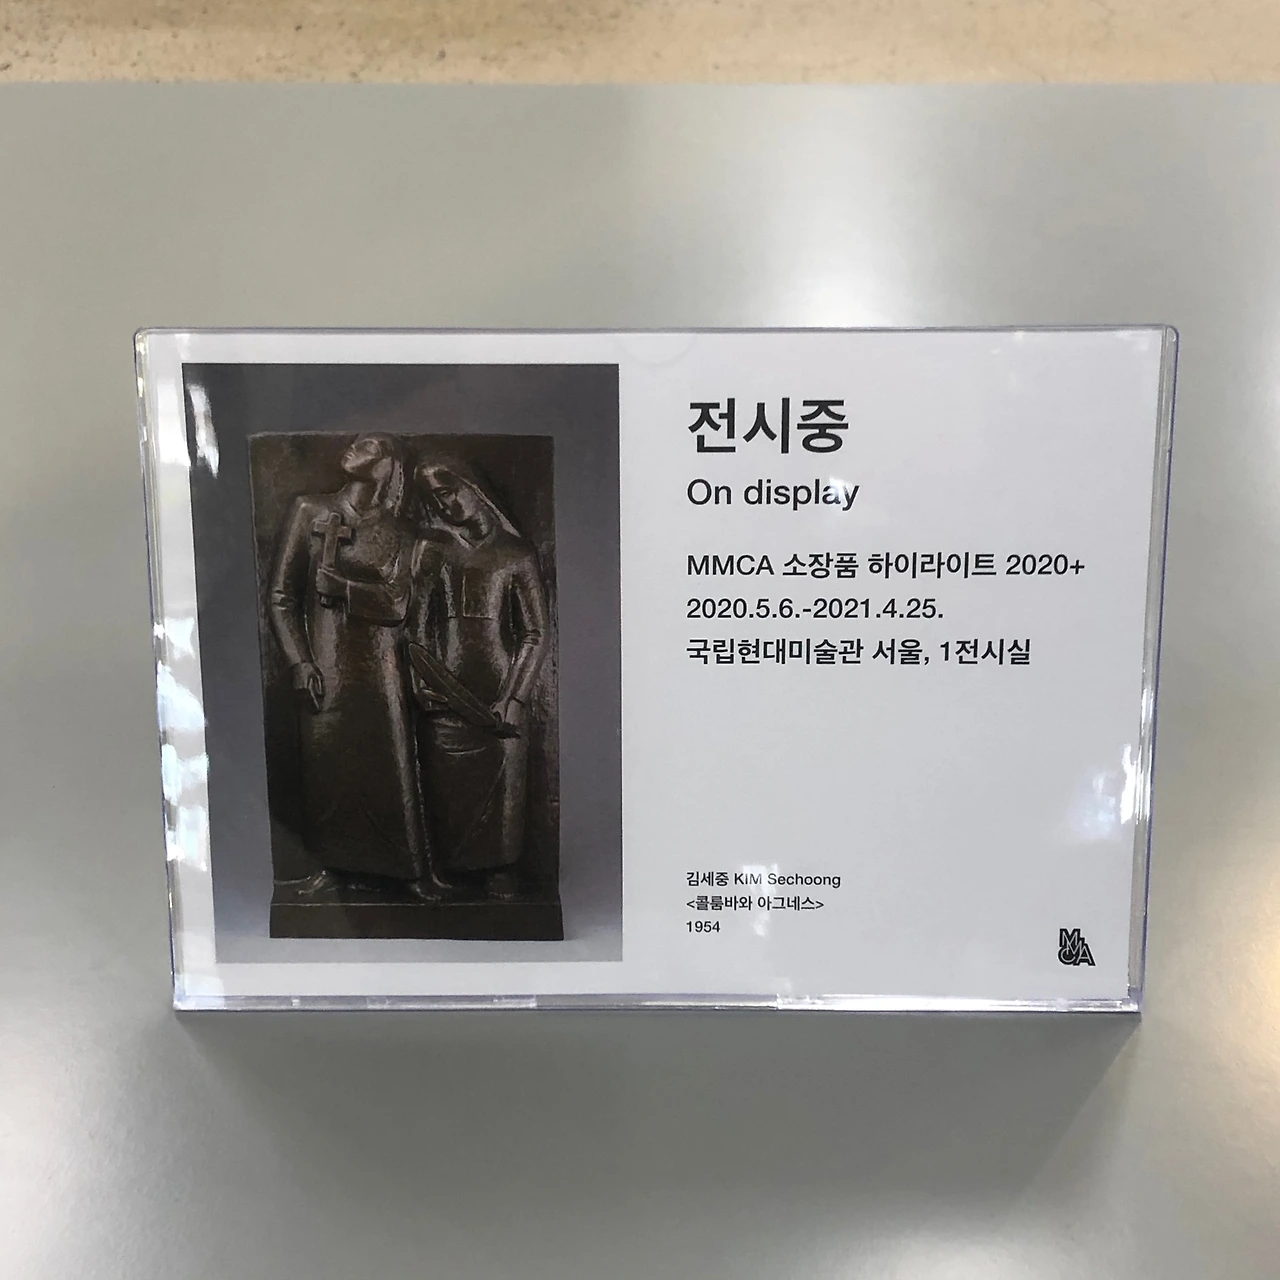 전시중
On display
MMCA 소장품 하이라이트 2020+
2020.5.6.-2021.4.25.
국립현대미술관 서울, 1전시실
김세중 KIM Sechoong
<콜룸바와 아그네스>
1954
MMCA